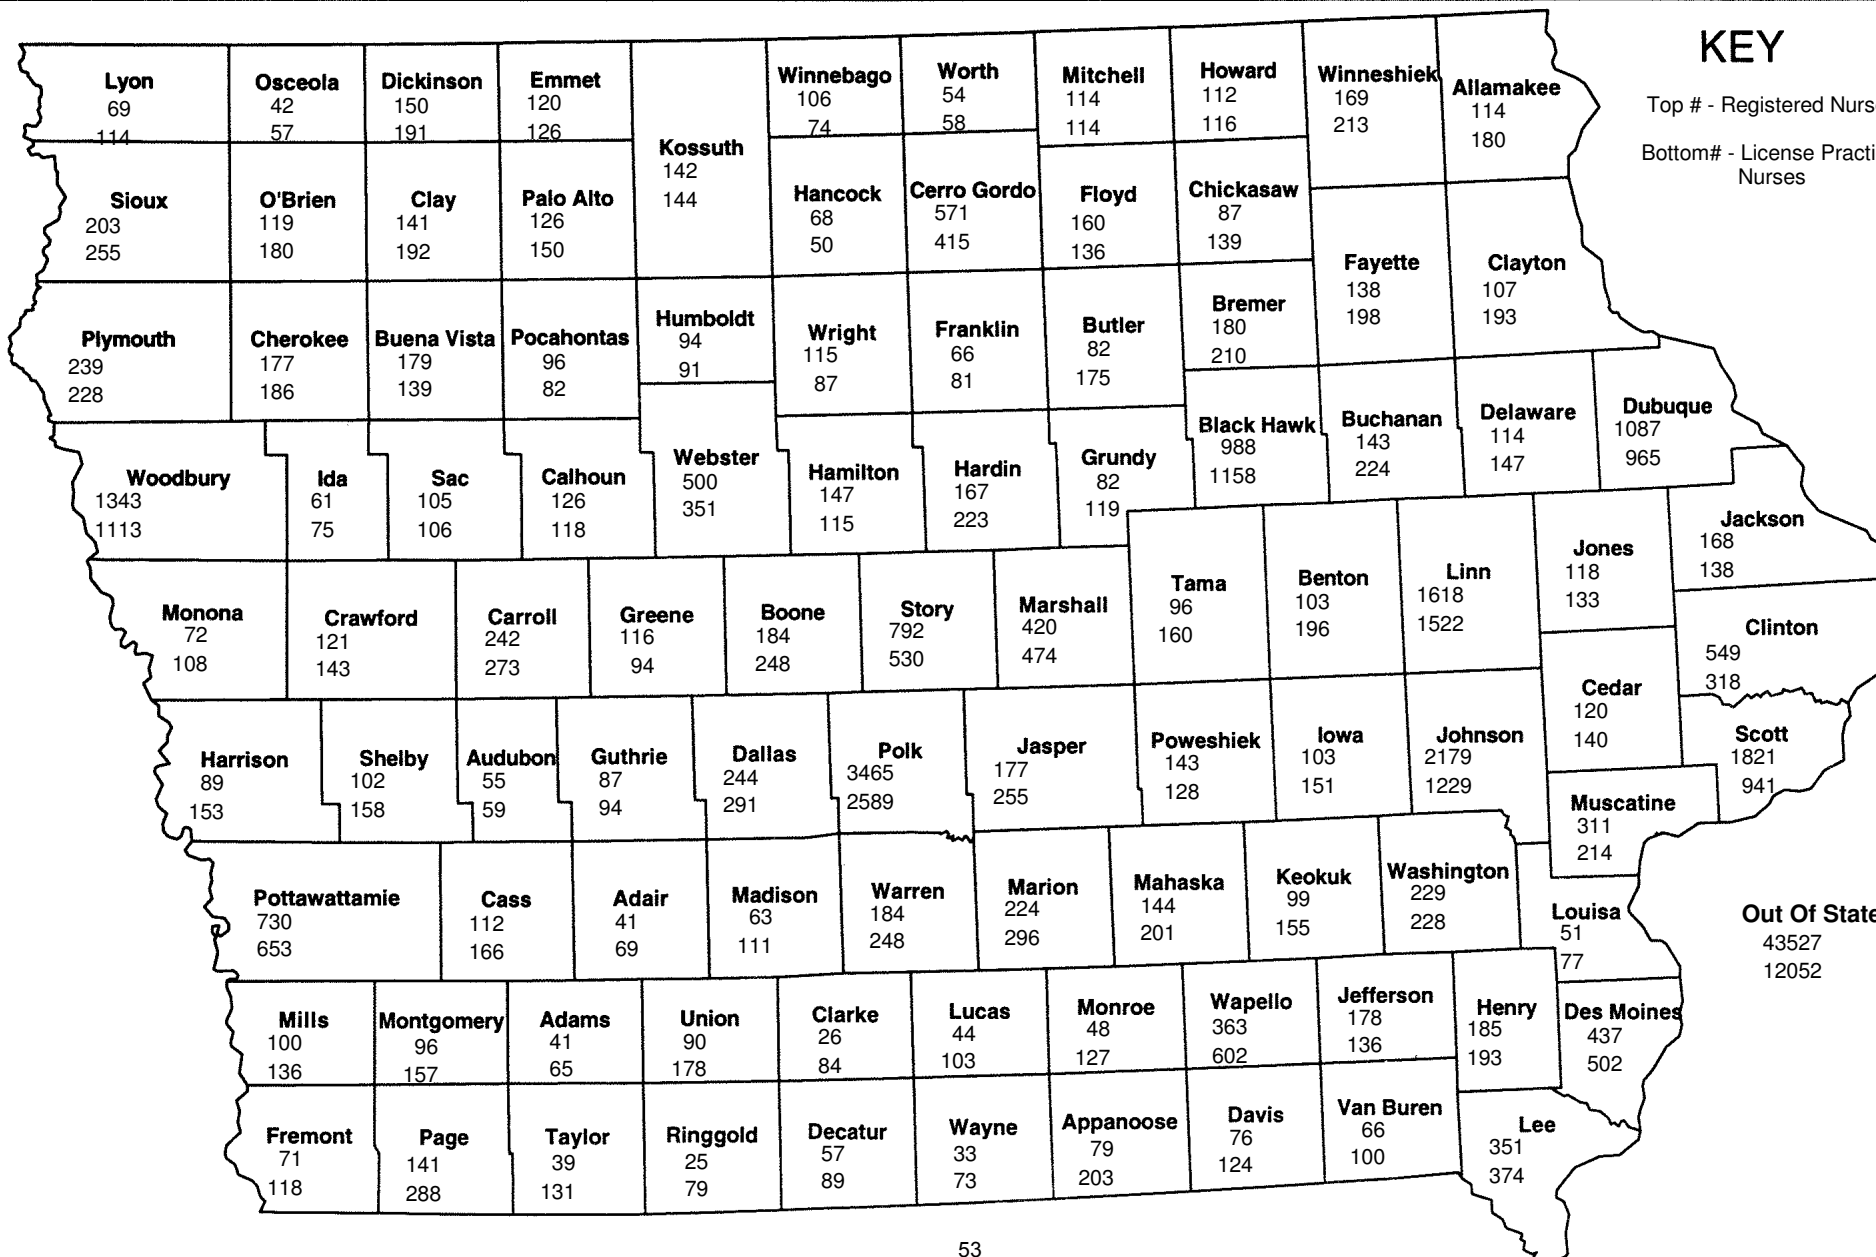 KEY
Top # - Registered Nurs
Bottom# - License Practi
Nurses
Lyon
69
114
Osceola
42
57
Dickinson
150
191
Emmet
120
126
Kossuth
142
144
Winnebago
106
74
Worth
54
58
Mitchell
114
114
Howard
112
116
Winneshiek
169
213
Allamakee
114
180
Sioux
203
255
O'Brien
119
180
Clay
141
192
Palo Alto
126
150
Hancock
68
50
Cerro Gordo
571
415
Floyd
160
136
Chickasaw
87
139
Fayette
138
198
Clayton
107
193
Plymouth
239
228
Cherokee
177
186
Buena Vista
179
139
Pocahontas
96
82
Humboldt
94
91
Wright
115
87
Franklin
66
81
Butler
82
175
Bremer
180
210
Woodbury
1343
1113
Ida
61
75
Sac
105
106
Calhoun
126
118
Webster
500
351
Hamilton
147
115
Hardin
167
223
Grundy
82
119
Black Hawk
988
1158
Buchanan
143
224
Delaware
114
147
Dubuque
1087
965
Monona
72
108
Crawford
121
143
Carroll
242
273
Greene
116
94
Boone
184
248
Story
792
530
Marshall
420
474
Tama
96
160
Benton
103
196
Linn
1618
1522
Jones
118
133
Jackson
168
138
Clinton
549
318
Harrison
89
153
Shelby
102
158
Audubon
55
59
Guthrie
87
94
Dallas
244
291
Polk
3465
2589
Jasper
177
255
Poweshiek
143
128
Iowa
103
151
Johnson
2179
1229
Cedar
120
140
Scott
1821
941
Muscatine
311
214
Pottawattamie
730
653
Cass
112
166
Adair
41
69
Madison
63
111
Warren
184
248
Marion
224
296
Mahaska
144
201
Keokuk
99
155
Washington
229
228
Louisa
51
77
Out Of State
43527
12052
Mills
100
136
Montgomery
96
157
Adams
41
65
Union
90
178
Clarke
26
84
Lucas
44
103
Monroe
48
127
Wapello
363
602
Jefferson
178
136
Henry
185
193
Des Moines
437
502
Fremont
71
118
Page
141
288
Taylor
39
131
Ringgold
25
79
Decatur
57
89
Wayne
33
73
Appanoose
79
203
Davis
76
124
Van Buren
66
100
Lee
351
374
53